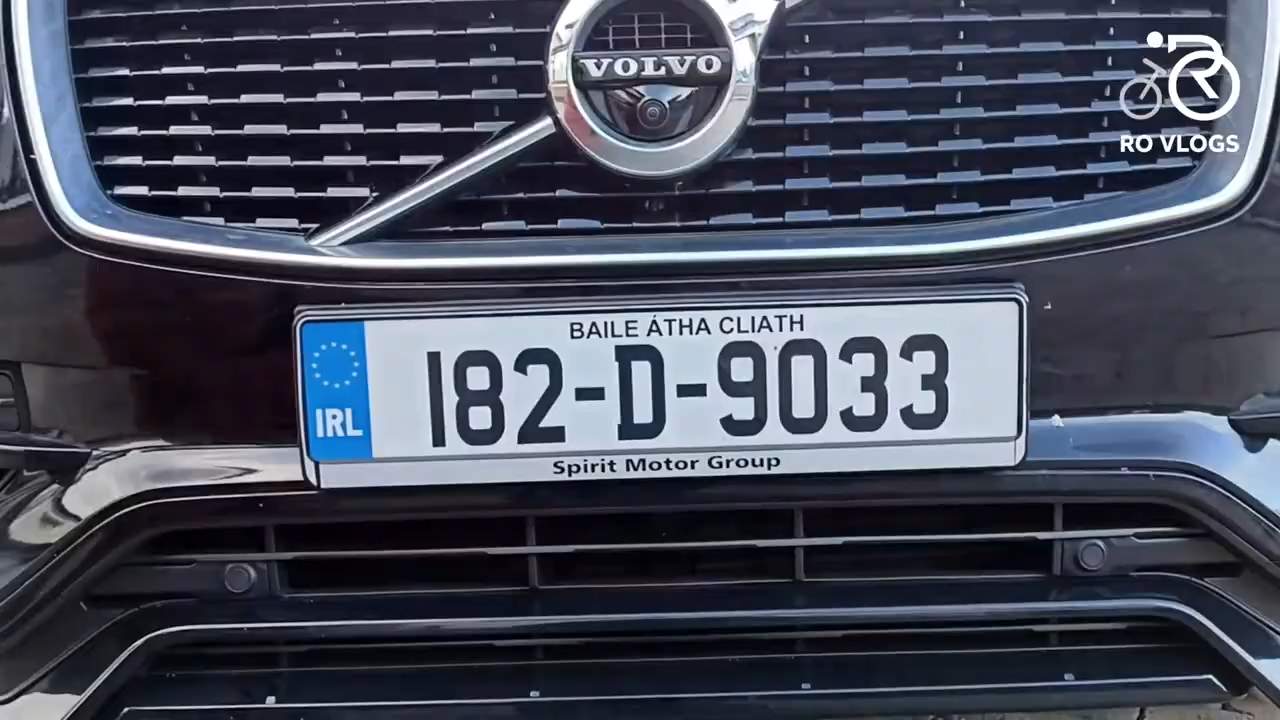 VOLVO
RO VLOGS
BAILE ÁTHA CLIATH
182-D-9033
IRL
Spirit Motor Group